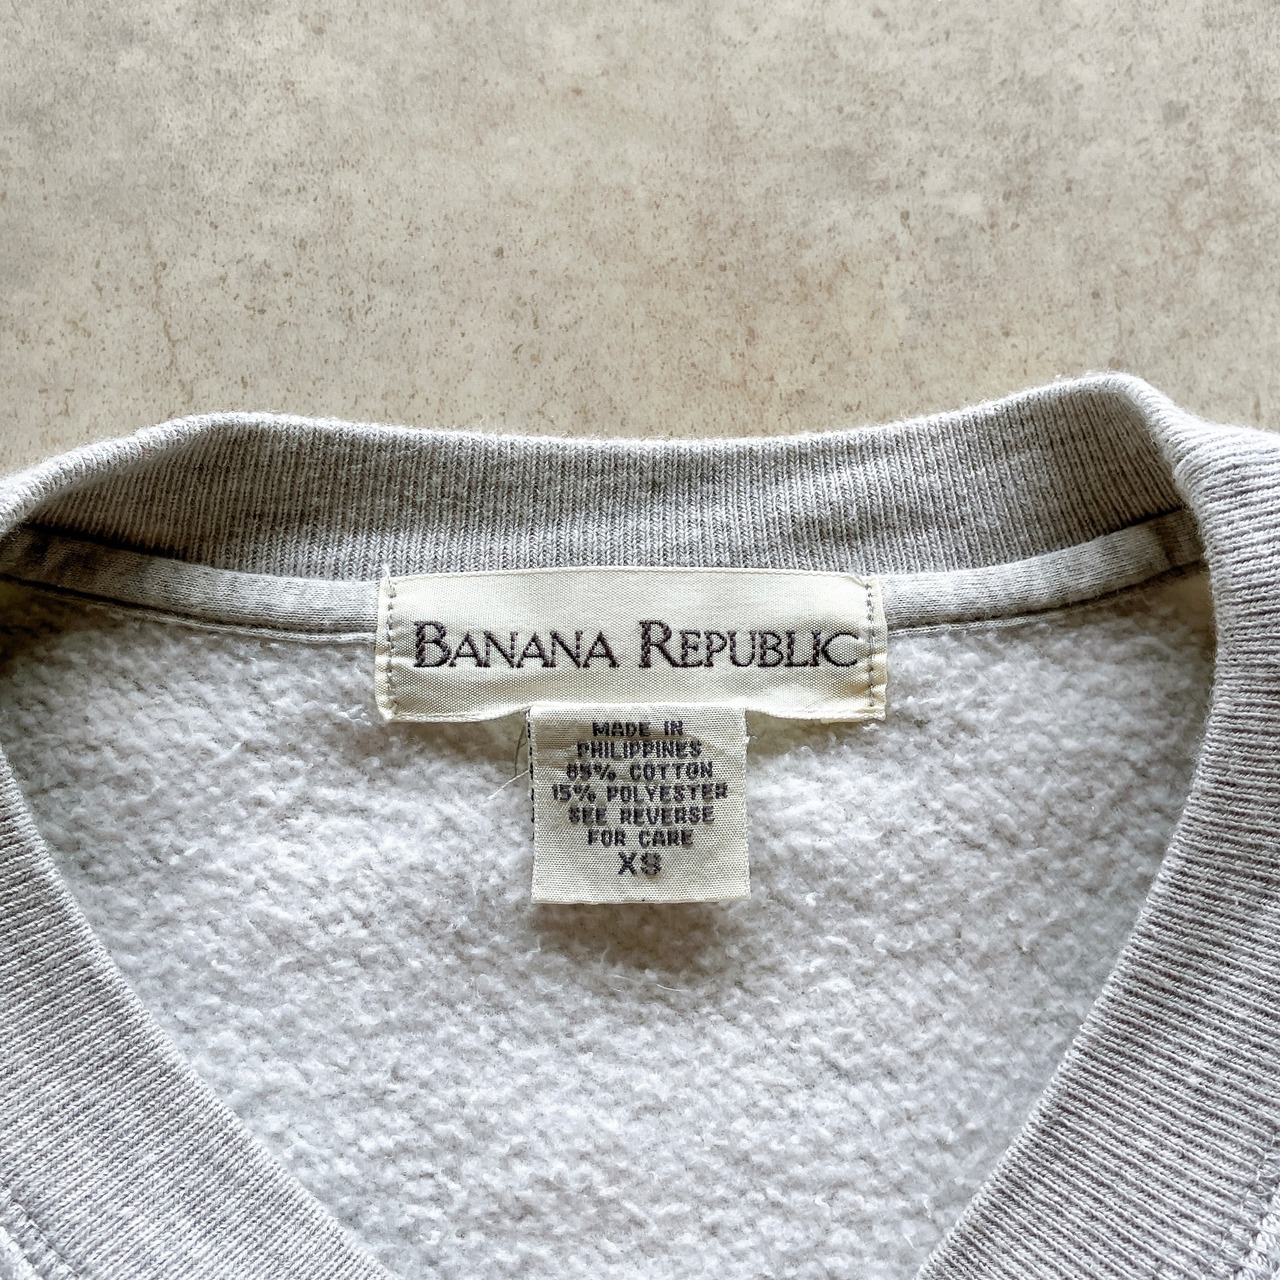 BANANA REPUBLIC
MADE IN
PHILIPPINES
85% COTTON
15% POLYESTER
SEE REVERSE
FOR CARE
XS